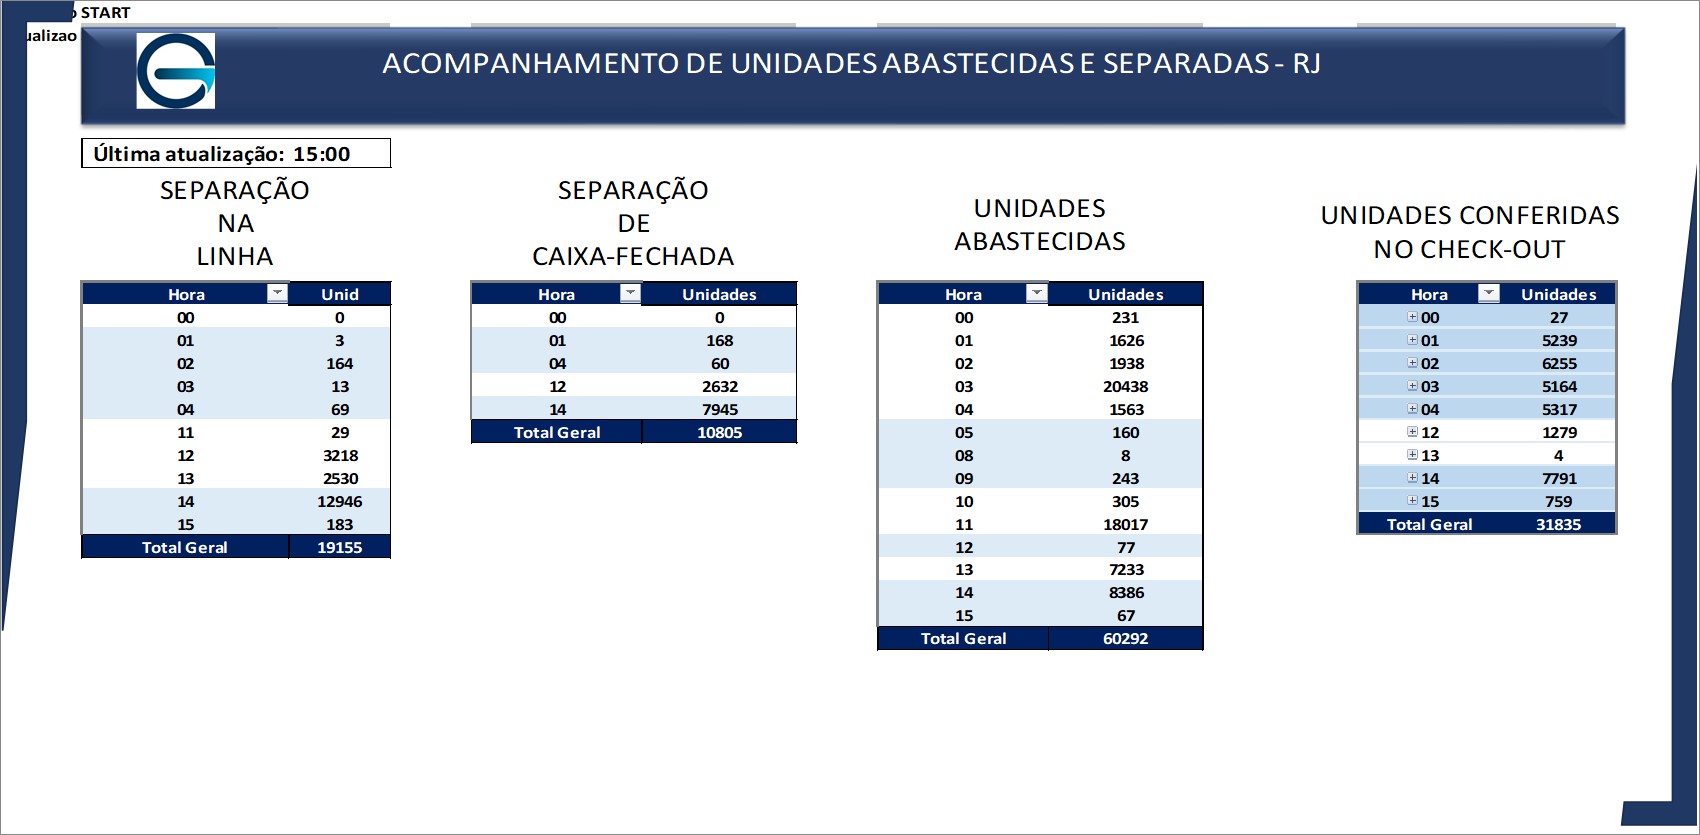 START
ACOMPANHAMENTO DE UNIDADES ABASTECIDAS E SEPARADAS - RJ
Última atualização: 15:00
SEPARAÇÃO
NA
LINHA
Hora Unid
00 0
01 3
02 164
03 13
04 69
11 29
12 3218
13 2530
14 12946
15 183
Total Geral 19155
SEPARAÇÃO
DE
CAIXA-FECHADA
Hora Unidades
00 0
01 168
04 60
12 2632
14 7945
Total Geral 10805
UNIDADES
ABASTECIDAS
Hora Unidades
00 231
01 1626
02 1938
03 20438
04 1563
05 160
08 8
09 243
10 305
11 18017
12 77
13 7233
14 8386
15 67
Total Geral 60292
UNIDADES CONFERIDAS
NO CHECK-OUT
Hora Unidades
00 27
01 5239
02 6255
03 5164
04 5317
12 1279
13 4
14 7791
15 759
Total Geral 31835